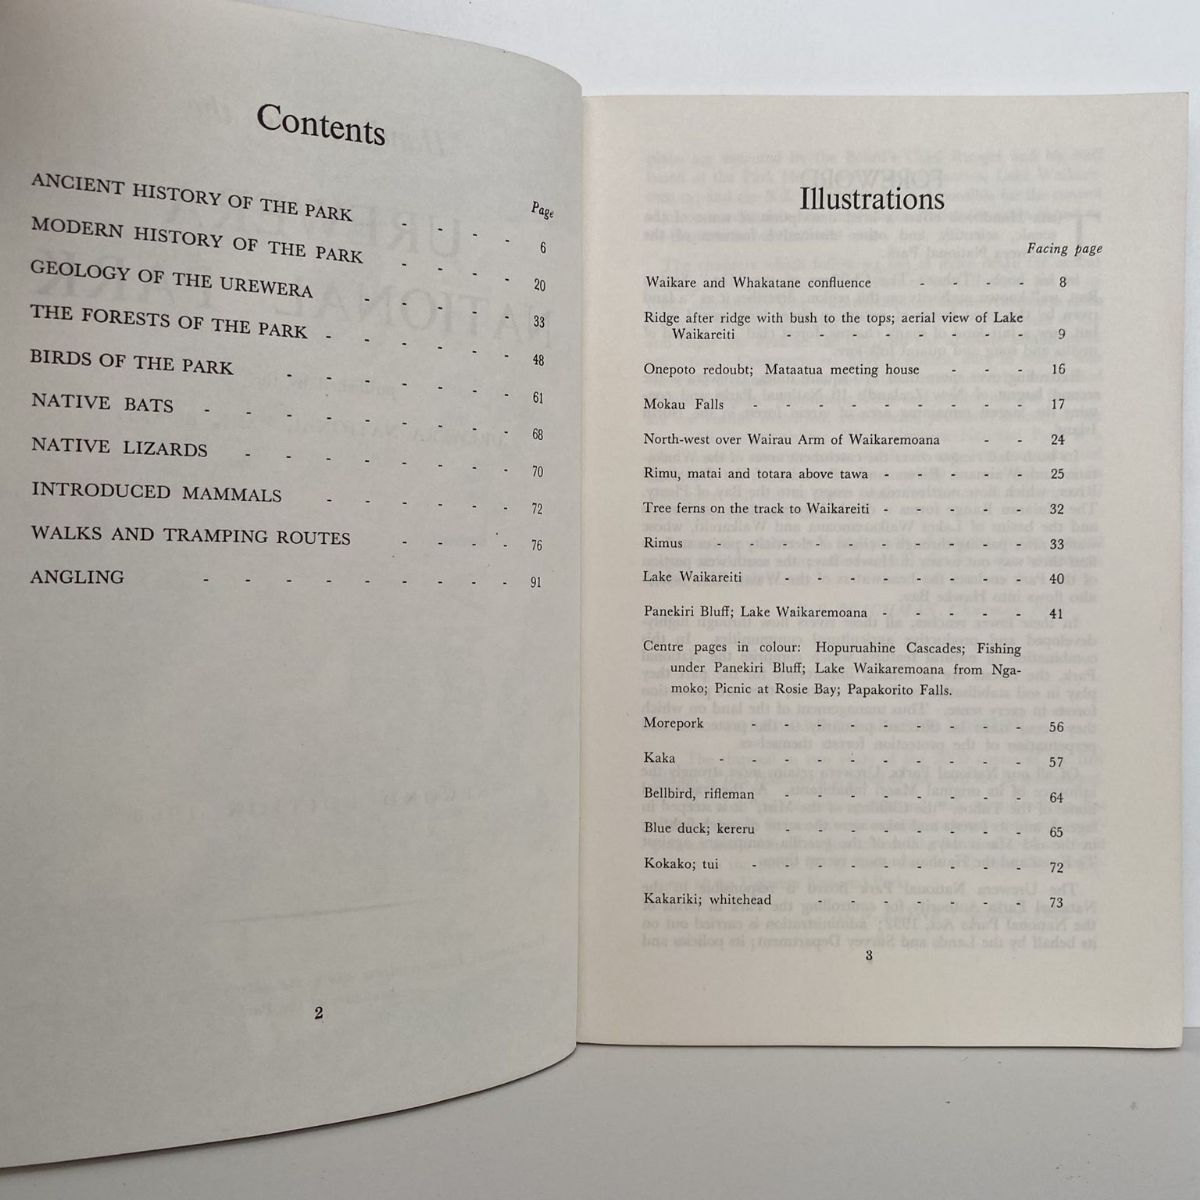 Contents
Page
ANCIENT HISTORY OF THE PARK - - - - 6
MODERN HISTORY OF THE PARK - - - - 20
GEOLOGY OF THE UREWERA - - - - - 33
THE FORESTS OF THE PARK - - - - - - 48
BIRDS OF THE PARK - - - - - - - 61
NATIVE BATS - - - - - - - - - 68
NATIVE LIZARDS - - - - - - - - 70
INTRODUCED MAMMALS - - - - - - 72
WALKS AND TRAMPING ROUTES - - - - 76
ANGLING - - - - - - - - - 91
2
Illustrations
Facing page
Waikare and Whakatane confluence - - - - 8
Ridge after ridge with bush to the tops; aerial view of Lake
Waikareiti - - - - - - - - 9
Onepoto redoubt; Mataatua meeting house - - - 16
Mokau Falls - - - - - - - - - 17
North-west over Wairau Arm of Waikaremoana - - 24
Rimu, matai and totara above tawa - - - - - 25
Tree ferns on the track to Waikareiti - - - - - 32
Rimus - - - - - - - - - - 33
Lake Waikareiti - - - - - - - - 40
Panekiri Bluff; Lake Waikaremoana - - - - - 41
Centre pages in colour: Hopuruahine Cascades; Fishing
under Panekiri Bluff; Lake Waikaremoana from Nga-
moko; Picnic at Rosie Bay; Papakorito Falls.
Morepork - - - - - - - - - 56
Kaka - - - - - - - - - - 57
Bellbird, rifleman - - - - - - - - 64
Blue duck; kereru - - - - - - - - 65
Kokako; tui - - - - - - - - - 72
Kakariki; whitehead - - - - - - - 73
3